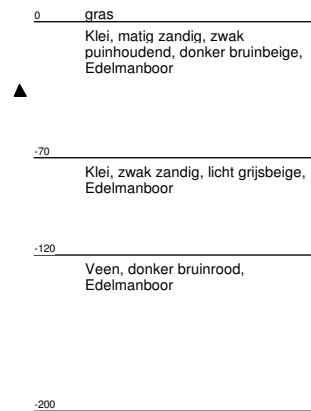 0 gras
Klei, matig zandig, zwak
puinhoudend, donker bruinbeige,
Edelmanboor
-70
Klei, zwak zandig, licht grijsbeige,
Edelmanboor
-120
Veen, donker bruinrood,
Edelmanboor
-200